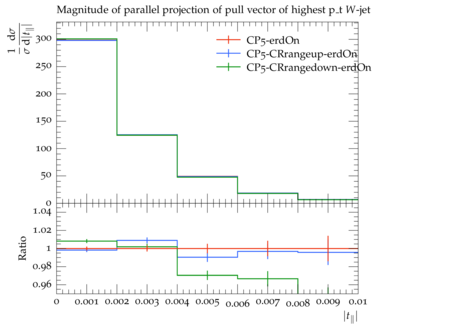 Magnitude of parallel projection of pull vector of highest p_t W-jet
1/σ dσ/d|t∥|
CP5-erdOn
CP5-CRrangeup-erdOn
CP5-CRrangedown-erdOn
300
250
200
150
100
50
0
1.04
1.02
1
0.98
0.96
Ratio
0 0.001 0.002 0.003 0.004 0.005 0.006 0.007 0.008 0.009 0.01
|t∥|